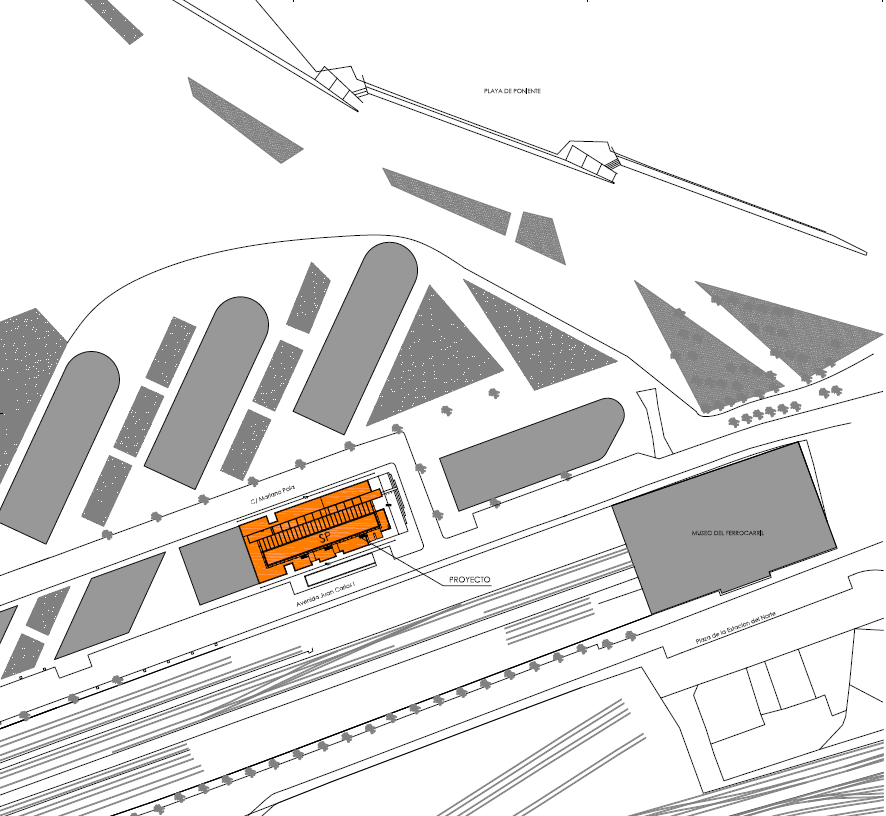 PLAYA DE PONIENTE
C/ Mariano Pola
SP
MUSEO DEL FERROCARRIL
PROYECTO
Avenida Juan Carlos I
Plaza de la Estación del Norte